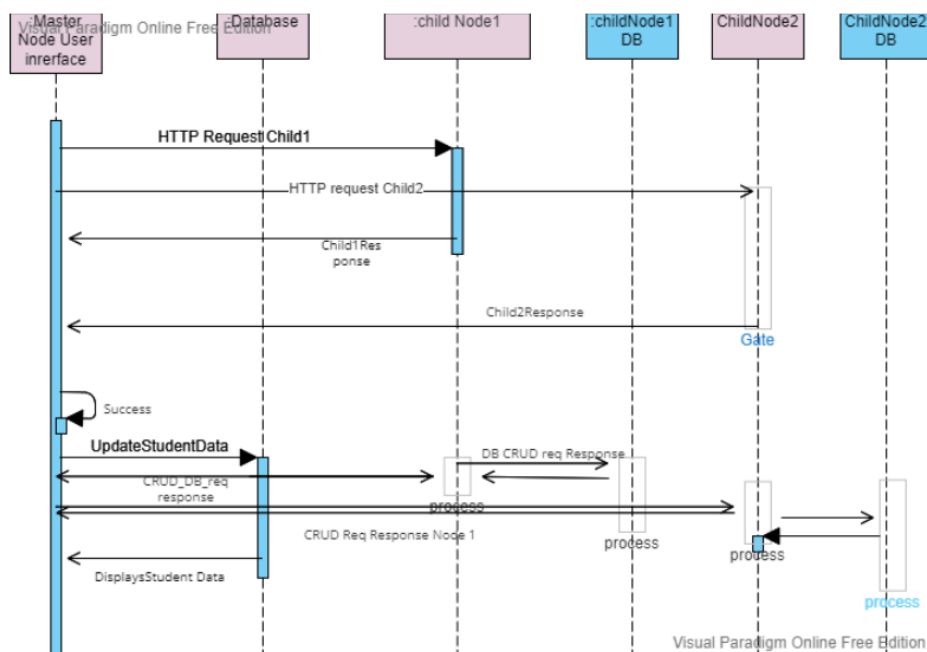 :Master
Node User
inrerface
:Database
:child Node1
:childNode1
DB
ChildNode2
ChildNode2
DB
Visual Paradigm Online Free Edition
HTTP Request Child1
HTTP request Child2
Child1Res
ponse
Child2Response
Gate
Success
UpdateStudentData
DB CRUD req Response
CRUD_DB_req
response
process
CRUD Req Response Node 1
process
process
DisplaysStudent Data
process
Visual Paradigm Online Free Edition